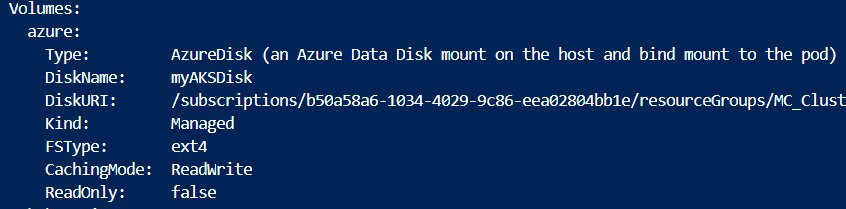 Volumes:
azure:
Type: AzureDisk (an Azure Data Disk mount on the host and bind mount to the pod)
DiskName: myAKSDisk
DiskURI: /subscriptions/b50a58a6-1034-4029-9c86-eea02804bb1e/resourceGroups/MC_Clust
Kind: Managed
FSType: ext4
CachingMode: ReadWrite
ReadOnly: false